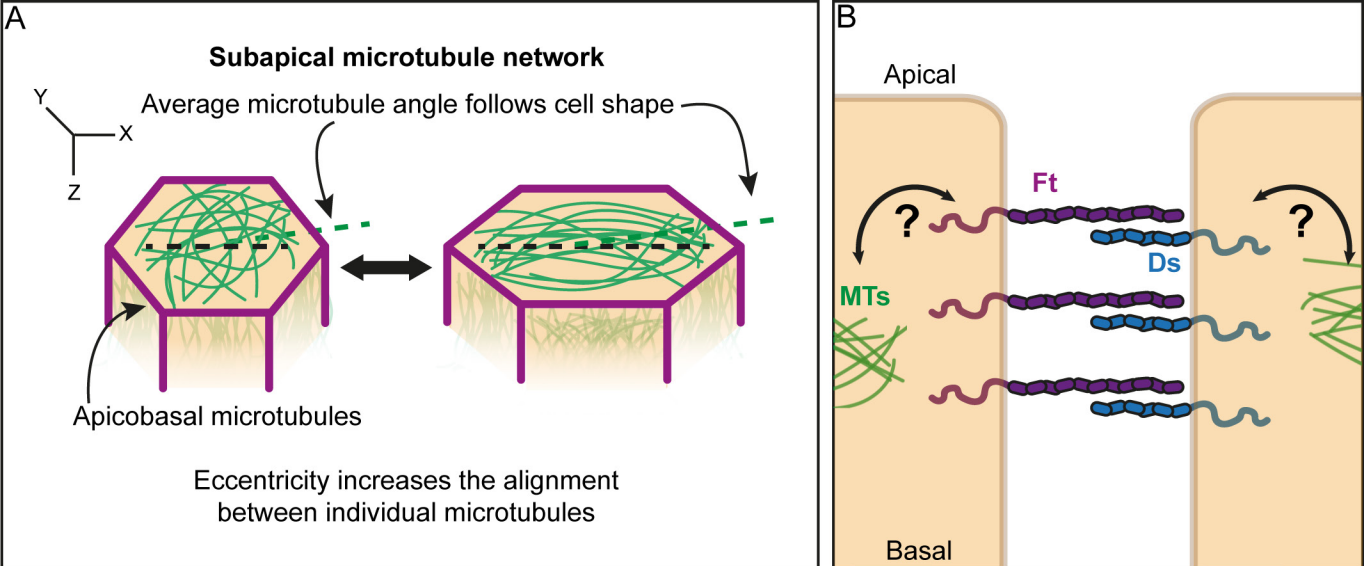 A
Subapical microtubule network
Average microtubule angle follows cell shape
Y
X
Z
Apicobasal microtubules
Eccentricity increases the alignment
between individual microtubules
B
Apical
Ft
?
?
Ds
MTs
Basal